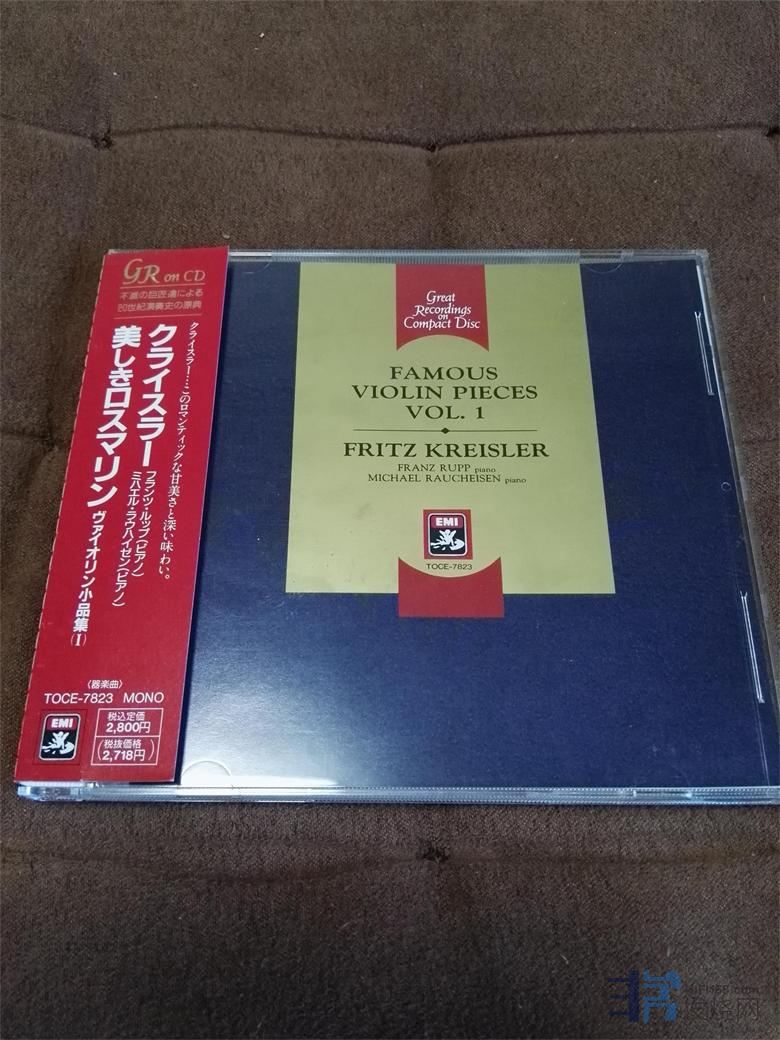 GR on CD
不滅の巨匠達による
20世紀演奏史の原典
クライスラー…このロマンティックな甘美さと深い味わい。
クライスラー
フランツ・ルップ(ピアノ)
ミハエル・ラウハイゼン(ピアノ)
美しきロスマリン
ヴァイオリン小品集(I)
〈器楽曲〉
TOCE-7823 MONO
EMI
税込定価
2,800円
(税抜価格
2,718円)
Great
Recordings
on
Compact Disc
FAMOUS
VIOLIN PIECES
VOL. 1
FRITZ KREISLER
FRANZ RUPP piano
MICHAEL RAUCHEISEN piano
EMI
TOCE-7823
发烧网